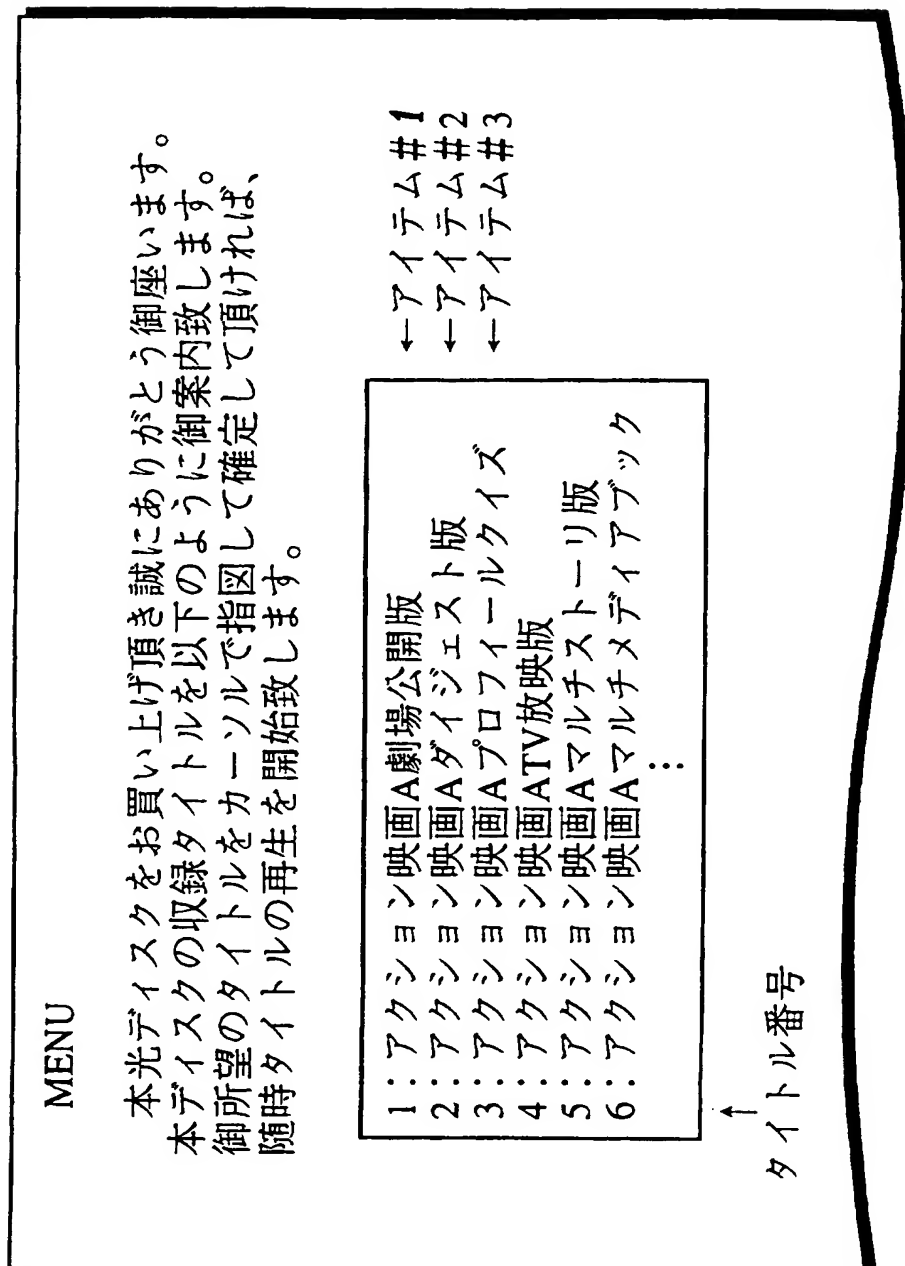 MENU
本光ディスクをお買い上げ頂き誠にありがとう御座います。
本ディスクの収録タイトルを以下のように御案内致します。
御所望のタイトルをカーソルで指図して確定して頂ければ、
随時タイトルの再生を開始致します。
1：アクション映画A劇場公開版 ←アイテム#1
2：アクション映画Aダイジェスト版 ←アイテム#2
3：アクション映画Aプロフィールクイズ ←アイテム#3
4：アクション映画ATV放映版
5：アクション映画Aマルチストーリ版
6：アクション映画Aマルチメディアブック
⋮
↑
タイトル番号